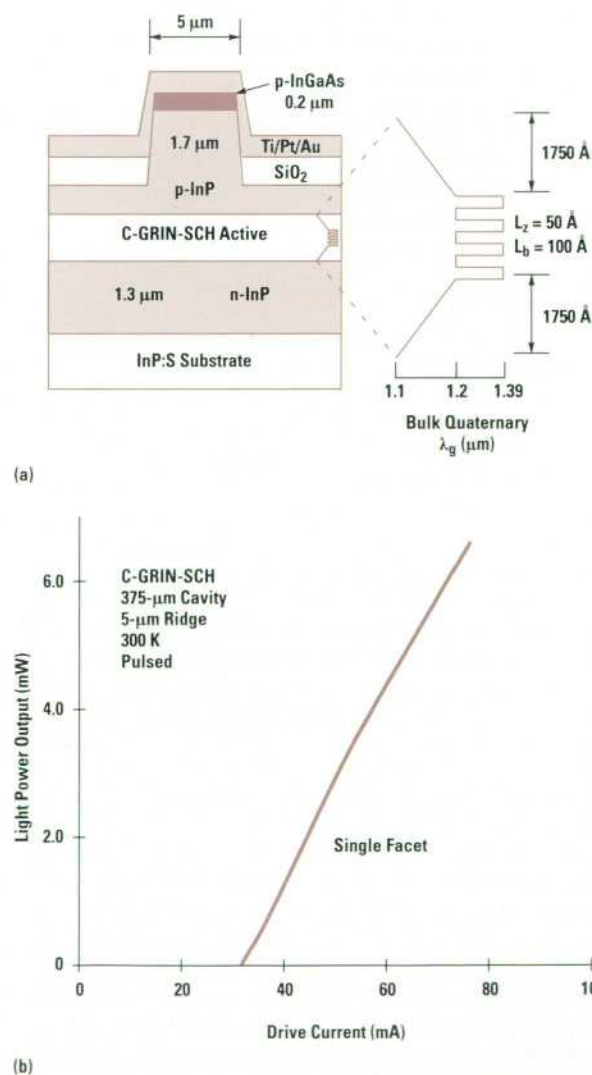 5 μm
p-InGaAs
0.2 μm
1.7 μm
Ti/Pt/Au
SiO₂
p-InP
C-GRIN-SCH Active
1.3 μm n-InP
InP:S Substrate
1750 Å
L_z = 50 Å
L_b = 100 Å
1750 Å
1.1 1.2 1.39
Bulk Quaternary
λ_g (μm)
(a)
C-GRIN-SCH
375-μm Cavity
5-μm Ridge
300 K
Pulsed
Light Power Output (mW)
6.0
4.0
2.0
0
Single Facet
0 20 40 60 80
Drive Current (mA)
(b)